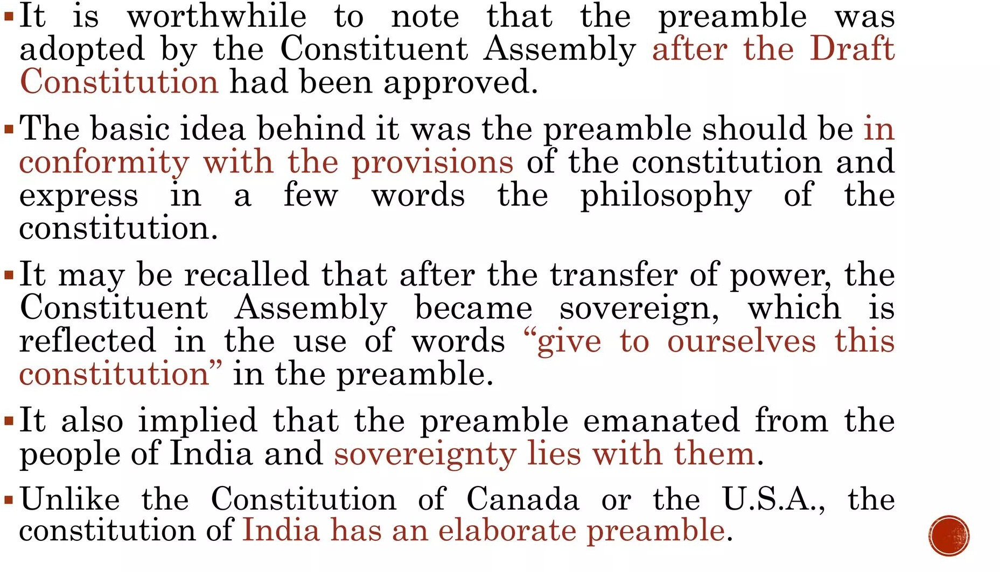 ▪It is worthwhile to note that the preamble was
adopted by the Constituent Assembly after the Draft
Constitution had been approved.
▪The basic idea behind it was the preamble should be in
conformity with the provisions of the constitution and
express in a few words the philosophy of the
constitution.
▪It may be recalled that after the transfer of power, the
Constituent Assembly became sovereign, which is
reflected in the use of words “give to ourselves this
constitution” in the preamble.
▪It also implied that the preamble emanated from the
people of India and sovereignty lies with them.
▪Unlike the Constitution of Canada or the U.S.A., the
constitution of India has an elaborate preamble.